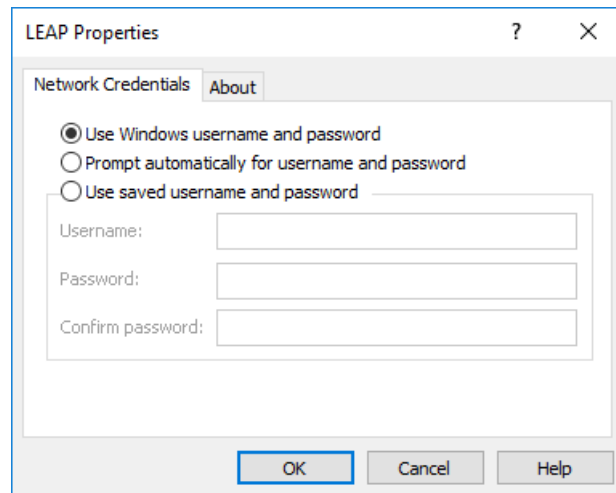 LEAP Properties
?
Network Credentials
About
Use Windows username and password
Prompt automatically for username and password
Use saved username and password
Username:
Password:
Confirm password:
OK
Cancel
Help